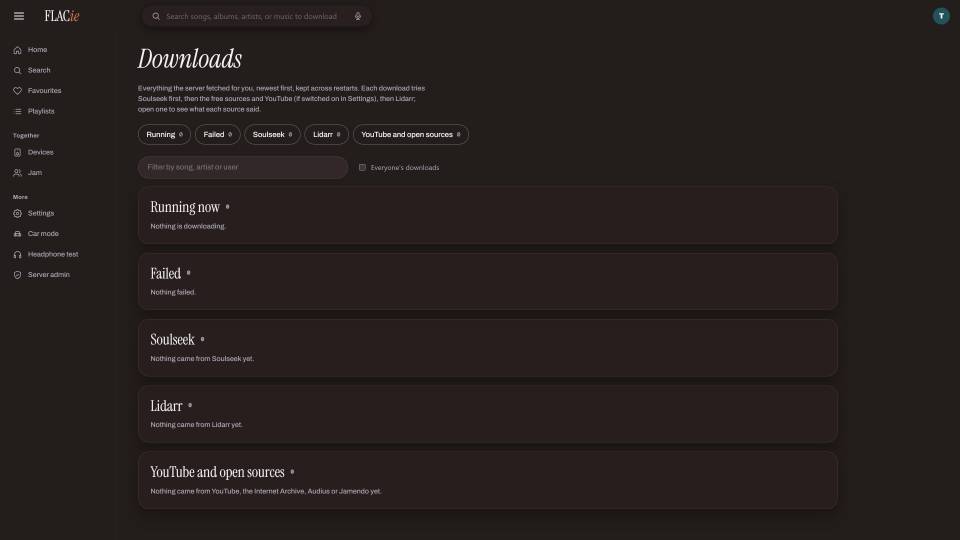 FLACie
Search songs, albums, artists, or music to download
T
Home
Search
Favourites
Playlists
Together
Devices
Jam
More
Settings
Car mode
Headphone test
Server admin
Downloads
Everything the server fetched for you, newest first, kept across restarts. Each download tries
Soulseek first, then the free sources and YouTube (if switched on in Settings), then Lidarr;
open one to see what each source said.
Running 0
Failed 0
Soulseek 0
Lidarr 0
YouTube and open sources 0
Filter by song, artist or user
Everyone's downloads
Running now 0
Nothing is downloading.
Failed 0
Nothing failed.
Soulseek 0
Nothing came from Soulseek yet.
Lidarr 0
Nothing came from Lidarr yet.
YouTube and open sources 0
Nothing came from YouTube, the Internet Archive, Audius or Jamendo yet.